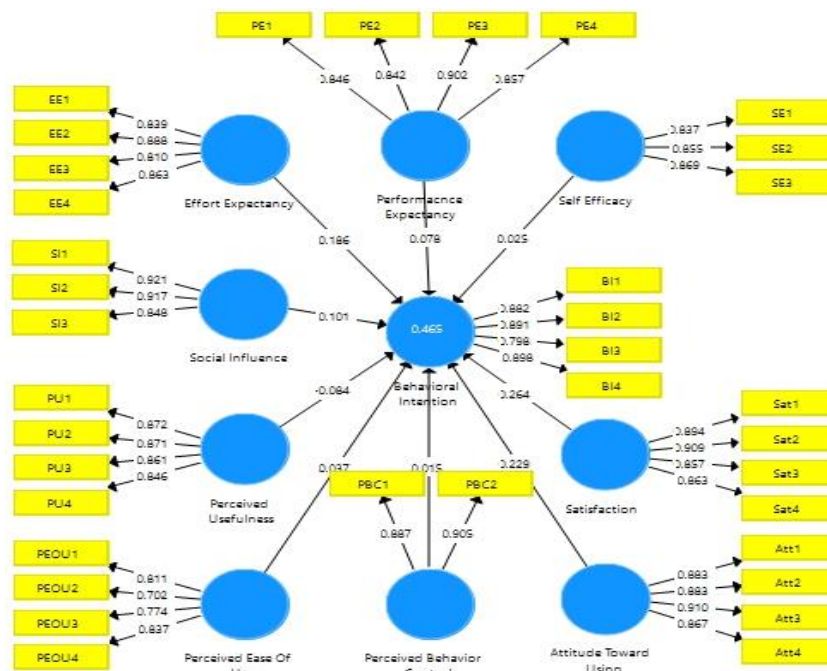 PE1
PE2
PE3
PE4
0.846
0.842
0.902
0.857
EE1
EE2
EE3
EE4
0.839
0.888
0.810
0.863
Effort Expectancy
Performacnce
Expectancy
SE1
SE2
SE3
0.837
0.855
0.869
Self Efficacy
0.186
0.078
0.025
SI1
SI2
SI3
0.921
0.917
0.848
Social Influence
0.101
0.465
Behavioral
Intention
BI1
BI2
BI3
BI4
0.882
0.891
0.798
0.898
PU1
PU2
PU3
PU4
0.872
0.871
0.861
0.846
Perceived
Usefulness
-0.084
0.037
0.015
0.229
0.264
Sat1
Sat2
Sat3
Sat4
0.894
0.909
0.857
0.863
Satisfaction
PBC1
PBC2
0.887
0.905
Perceived Behavior
PEOU1
PEOU2
PEOU3
PEOU4
0.811
0.702
0.774
0.837
Perceived Ease Of
Att1
Att2
Att3
Att4
0.883
0.883
0.910
0.867
Attitude Toward
Using